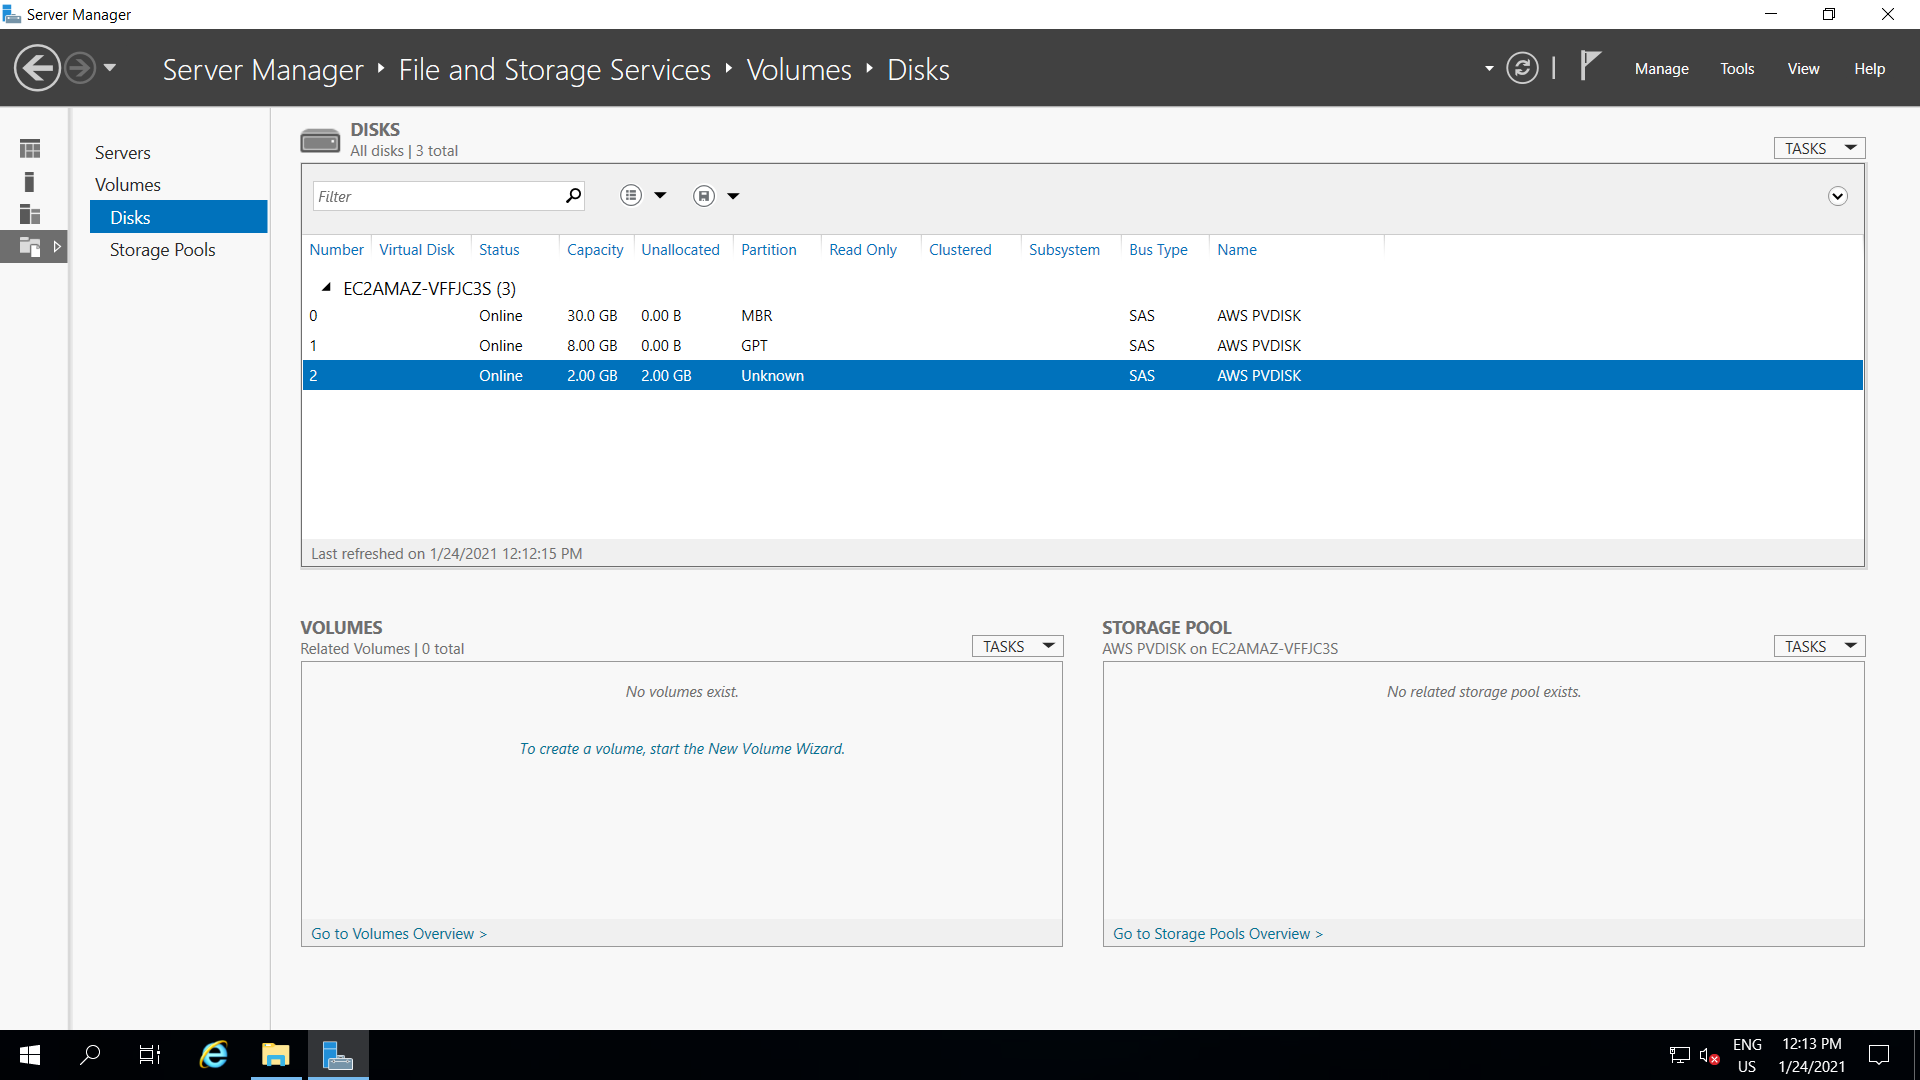 Server Manager
Server Manager ‣ File and Storage Services ‣ Volumes ‣ Disks
Manage Tools View Help
Servers
Volumes
Disks
Storage Pools
DISKS
All disks | 3 total
TASKS
Filter
Number Virtual Disk Status Capacity Unallocated Partition Read Only Clustered Subsystem Bus Type Name
EC2AMAZ-VFFJC3S (3)
0 Online 30.0 GB 0.00 B MBR SAS AWS PVDISK
1 Online 8.00 GB 0.00 B GPT SAS AWS PVDISK
2 Online 2.00 GB 2.00 GB Unknown SAS AWS PVDISK
Last refreshed on 1/24/2021 12:12:15 PM
VOLUMES
Related Volumes | 0 total
TASKS
No volumes exist.
To create a volume, start the New Volume Wizard.
Go to Volumes Overview >
STORAGE POOL
AWS PVDISK on EC2AMAZ-VFFJC3S
TASKS
No related storage pool exists.
Go to Storage Pools Overview >
ENG
US
12:13 PM
1/24/2021